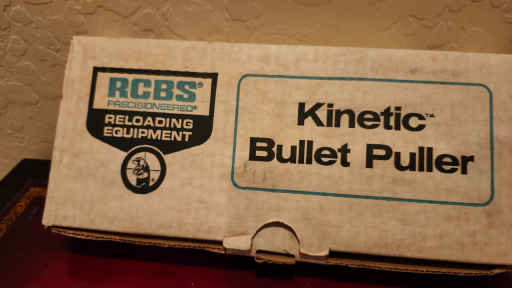 RCBS®
PRECISIONEERED®
RELOADING
EQUIPMENT
Kinetic™
Bullet Puller